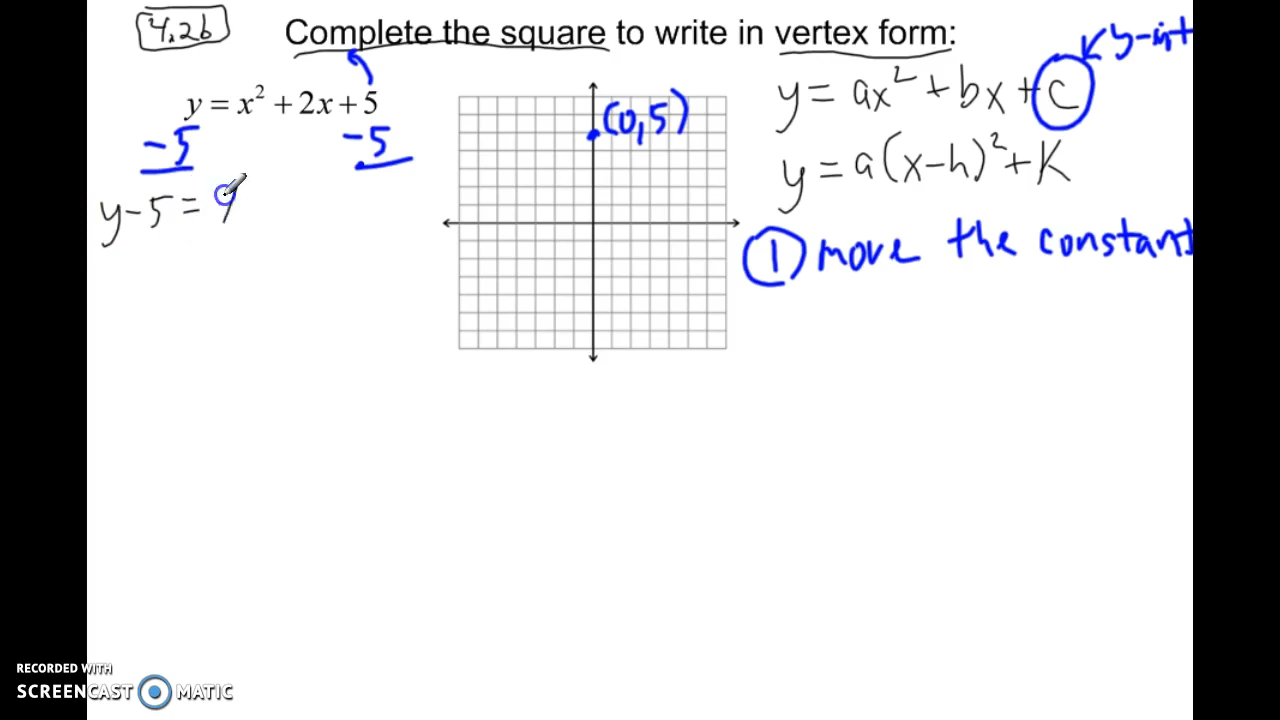 4.2b Complete the square to write in vertex form:
y = x² + 2x + 5
-5 -5
y-5 =
(0,5)
y-int
y = ax² + bx + c
y = a(x-h)² + k
① move the constant
RECORDED WITH
SCREENCAST MATIC